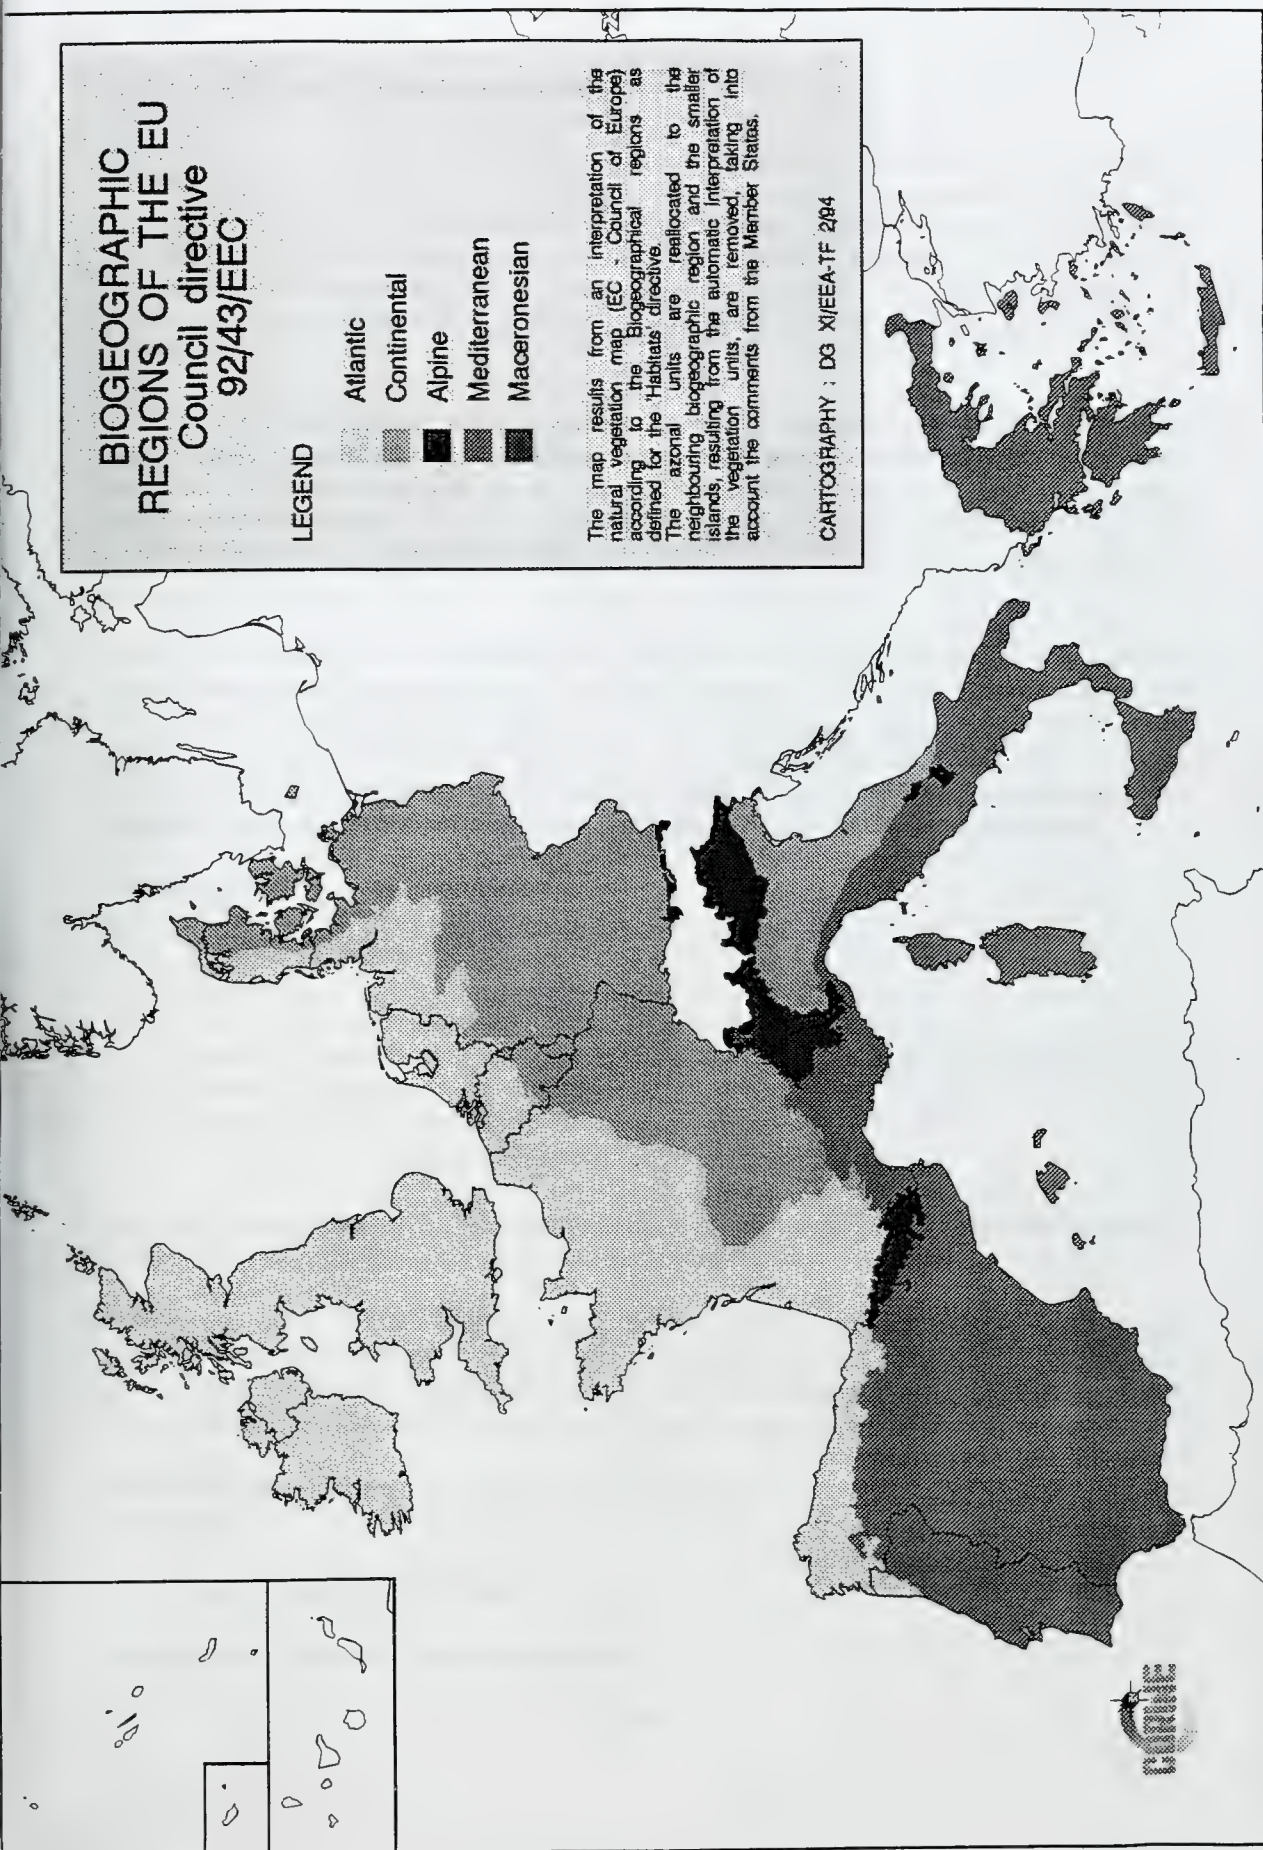 BIOGEOGRAPHIC
REGIONS OF THE EU
Council directive
92/43/EEC
LEGEND
Atlantic
Continental
Alpine
Mediterranean
Maceronesian
The map results from an interpretation of the
natural vegetation map (EC - Council of Europe)
according to the Biogeographical regions as
defined for the 'Habitats' directive.
The azonal units are reallocated to the
neighbouring biogeographic region and the smaller
islands, resulting from the automatic interpretation of
the vegetation units, are removed, taking into
account the comments from the Member States.
CARTOGRAPHY : DG XI/EEA-TF 2/94
CORINE